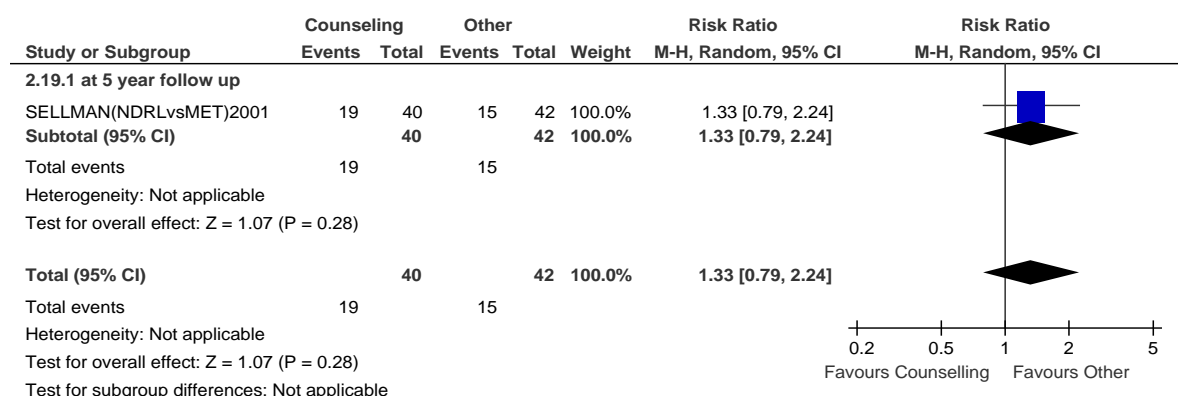 Counseling Other Risk Ratio Risk Ratio
Study or Subgroup Events Total Events Total Weight M-H, Random, 95% CI M-H, Random, 95% CI
2.19.1 at 5 year follow up
SELLMAN(NDRLvsMET)2001 19 40 15 42 100.0% 1.33 [0.79, 2.24]
Subtotal (95% CI) 40 42 100.0% 1.33 [0.79, 2.24]
Total events 19 15
Heterogeneity: Not applicable
Test for overall effect: Z = 1.07 (P = 0.28)
Total (95% CI) 40 42 100.0% 1.33 [0.79, 2.24]
Total events 19 15
Heterogeneity: Not applicable
Test for overall effect: Z = 1.07 (P = 0.28)
Test for subgroup differences: Not applicable
0.2 0.5 1 2 5
Favours Counselling Favours Other